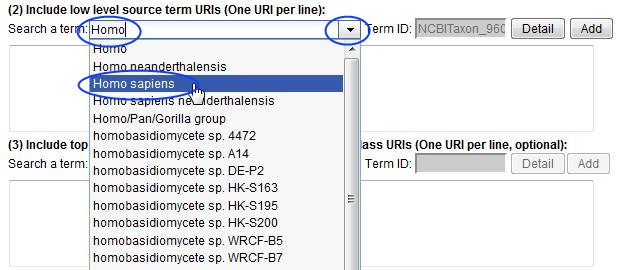 (2) Include low level source term URIs (One URI per line):
Search a term: Homo Term ID: NCBITaxon_960 Detail Add
Homo
Homo neanderthalensis
Homo sapiens
Homo sapiens neanderthalensis
Homo/Pan/Gorilla group
homobasidiomycete sp. 4472
(3) Include top lass URIs (One URI per line, optional):
homobasidiomycete sp. A14
Search a term: Term ID: Detail Add
homobasidiomycete sp. DE-P2
homobasidiomycete sp. HK-S163
homobasidiomycete sp. HK-S195
homobasidiomycete sp. HK-S200
homobasidiomycete sp. WRCF-B5
homobasidiomycete sp. WRCF-B7